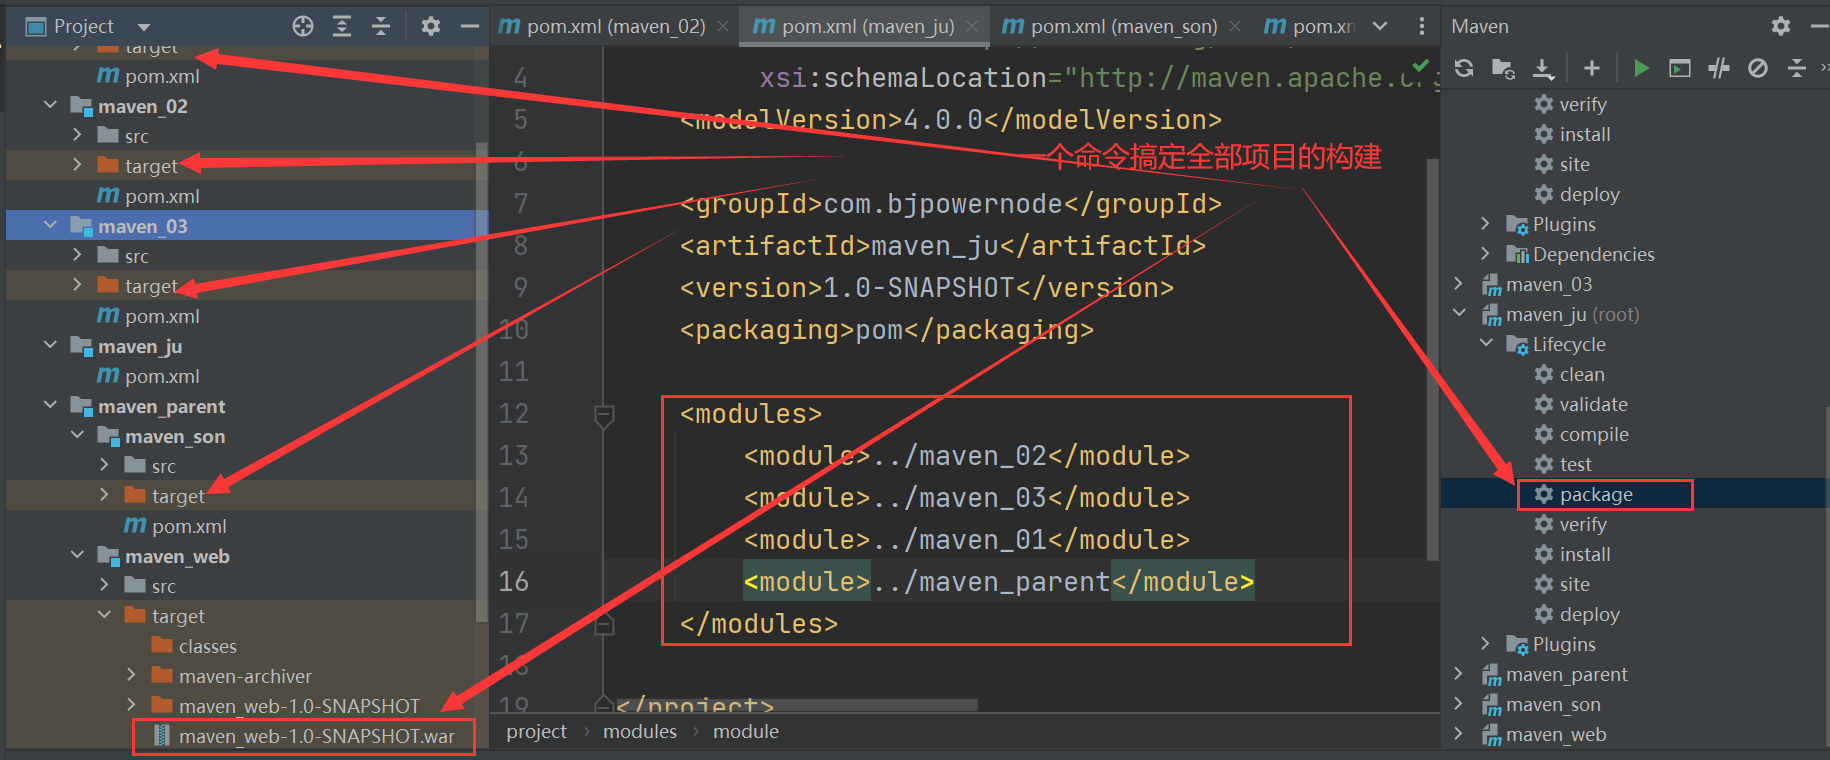 Project
target
pom.xml
maven_02
src
target
pom.xml
maven_03
src
target
pom.xml
maven_ju
pom.xml
maven_parent
maven_son
src
target
pom.xml
maven_web
src
target
classes
maven-archiver
maven_web-1.0-SNAPSHOT
maven_web-1.0-SNAPSHOT.war
pom.xml (maven_02)
pom.xml (maven_ju)
pom.xml (maven_son)
4 xsi:schemaLocation="http://maven.apache.
5 <modelVersion>4.0.0</modelVersion>
6
一个命令搞定全部项目的构建
7 <groupId>com.bjpowernode</groupId>
8 <artifactId>maven_ju</artifactId>
9 <version>1.0-SNAPSHOT</version>
10 <packaging>pom</packaging>
11
12 <modules>
13 <module>../maven_02</module>
14 <module>../maven_03</module>
15 <module>../maven_01</module>
16 <module>../maven_parent</module>
17 </modules>
18
19 </project>
project › modules › module
Maven
verify
install
site
deploy
Plugins
Dependencies
maven_03
maven_ju (root)
Lifecycle
clean
validate
compile
test
package
verify
install
site
deploy
Plugins
maven_parent
maven_son
maven_web